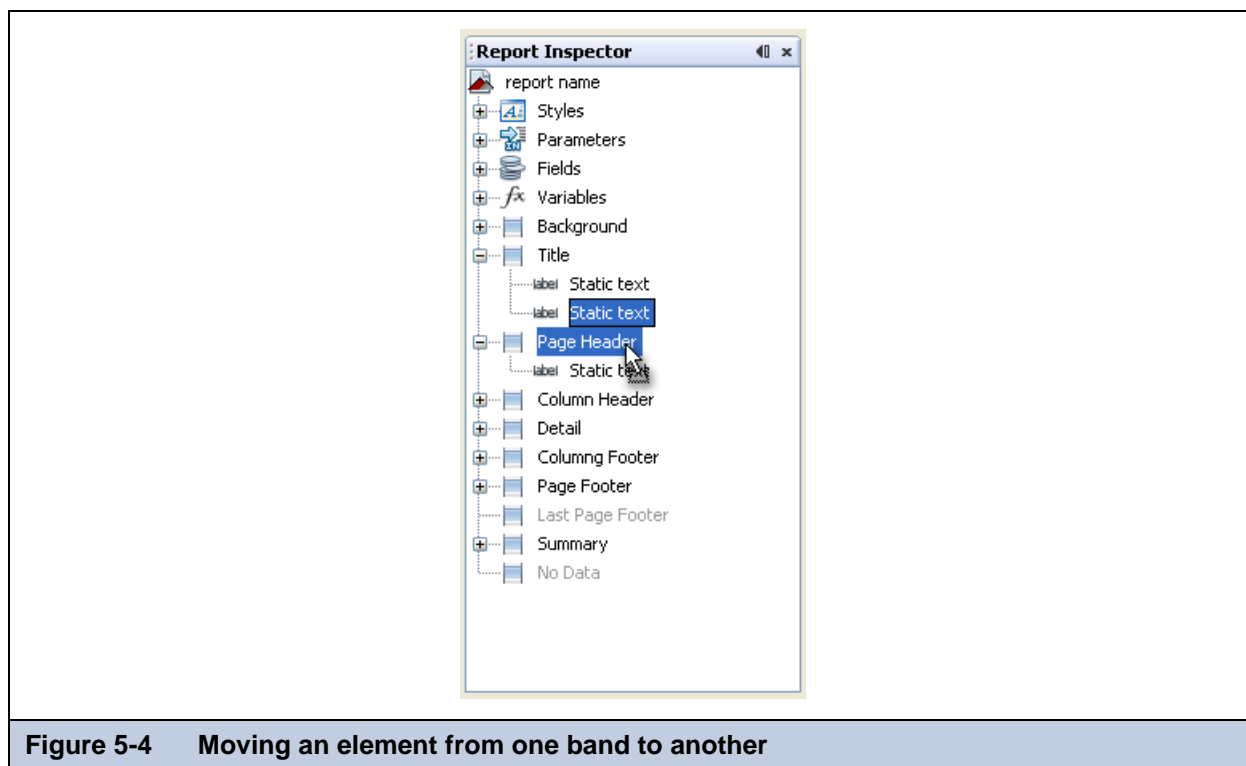 Report Inspector
report name
Styles
Parameters
Fields
Variables
Background
Title
label Static text
label Static text
Page Header
label Static text
Column Header
Detail
Columng Footer
Page Footer
Last Page Footer
Summary
No Data
Figure 5-4 Moving an element from one band to another